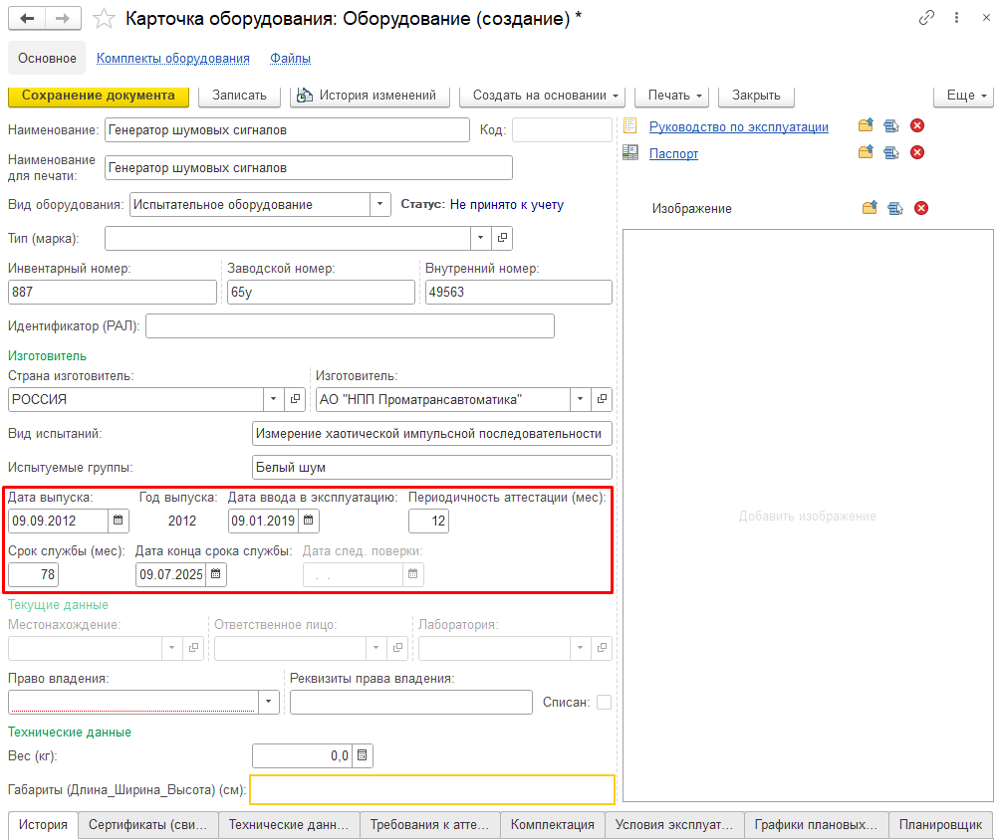 Карточка оборудования: Оборудование (создание) *
Основное Комплекты оборудования Файлы
Сохранение документа Записать История изменений Создать на основании Печать Закрыть Еще
Наименование: Генератор шумовых сигналов Код:
Руководство по эксплуатации
Наименование для печати: Генератор шумовых сигналов
Паспорт
Вид оборудования: Испытательное оборудование Статус: Не принято к учету
Изображение
Тип (марка):
Инвентарный номер: Заводской номер: Внутренний номер:
887 65у 49563
Идентификатор (РАЛ):
Изготовитель
Страна изготовитель: Изготовитель:
РОССИЯ АО "НПП Проматрансавтоматика"
Вид испытаний: Измерение хаотической импульсной последовательности
Испытуемые группы: Белый шум
Дата выпуска: Год выпуска: Дата ввода в эксплуатацию: Периодичность аттестации (мес):
09.09.2012 2012 09.01.2019 12
Добавить изображение
Срок службы (мес): Дата конца срока службы: Дата след. поверки:
78 09.07.2025 . .
Текущие данные
Местонахождение: Ответственное лицо: Лаборатория:
Право владения: Реквизиты права владения:
Списан:
Технические данные
Вес (кг): 0,0
Габариты (Длина_Ширина_Высота) (см):
История Сертификаты (сви... Технические данн... Требования к атте... Комплектация Условия эксплуат... Графики плановых... Планировщик